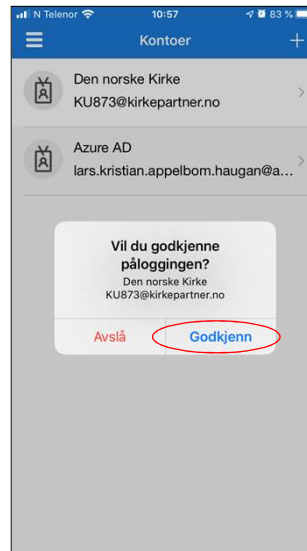 N Telenor 10:57 83 %
Kontoer
Den norske Kirke
KU873@kirkepartner.no
Azure AD
lars.kristian.appelbom.haugan@a...
Vil du godkjenne
påloggingen?
Den norske Kirke
KU873@kirkepartner.no
Avslå Godkjenn